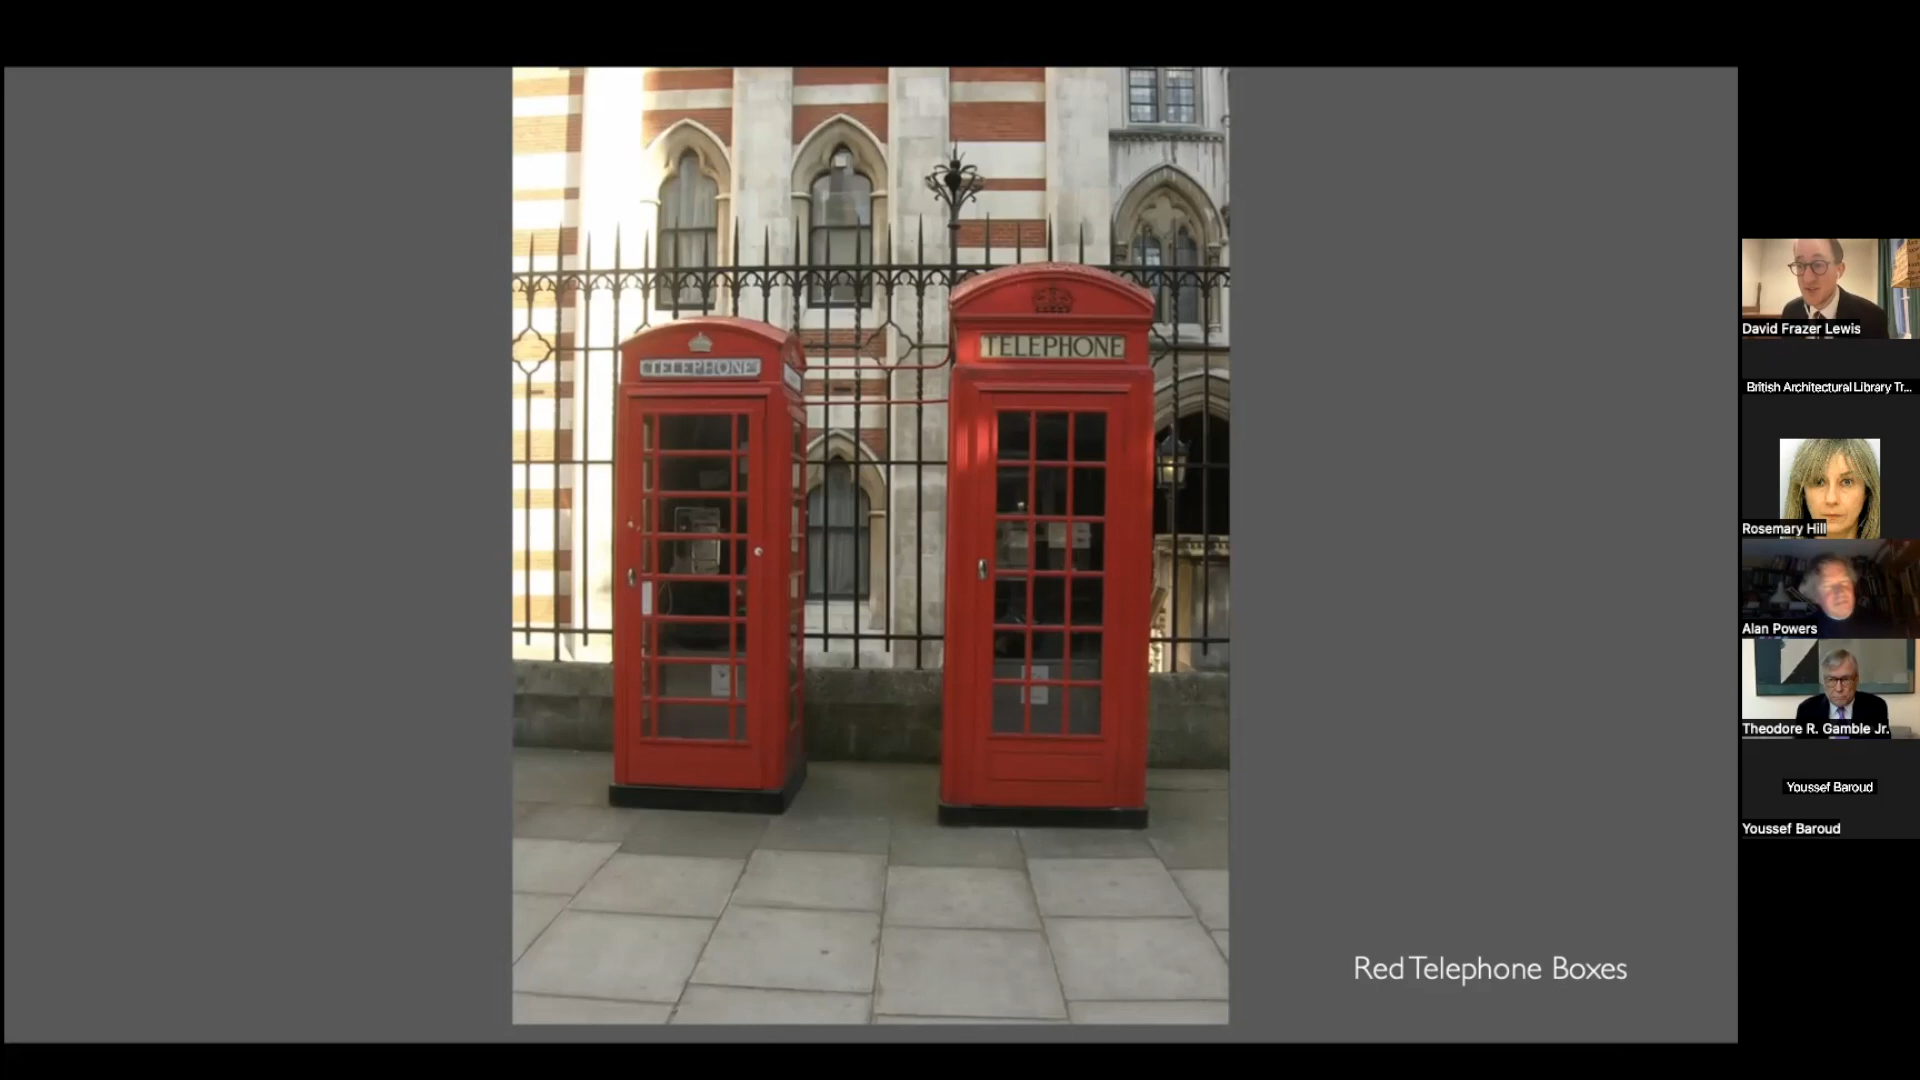 TELEPHONE
TELEPHONE
Red Telephone Boxes
David Frazer Lewis
British Architectural Library Tr...
Rosemary Hill
Alan Powers
Theodore R. Gamble Jr.
Youssef Baroud
Youssef Baroud